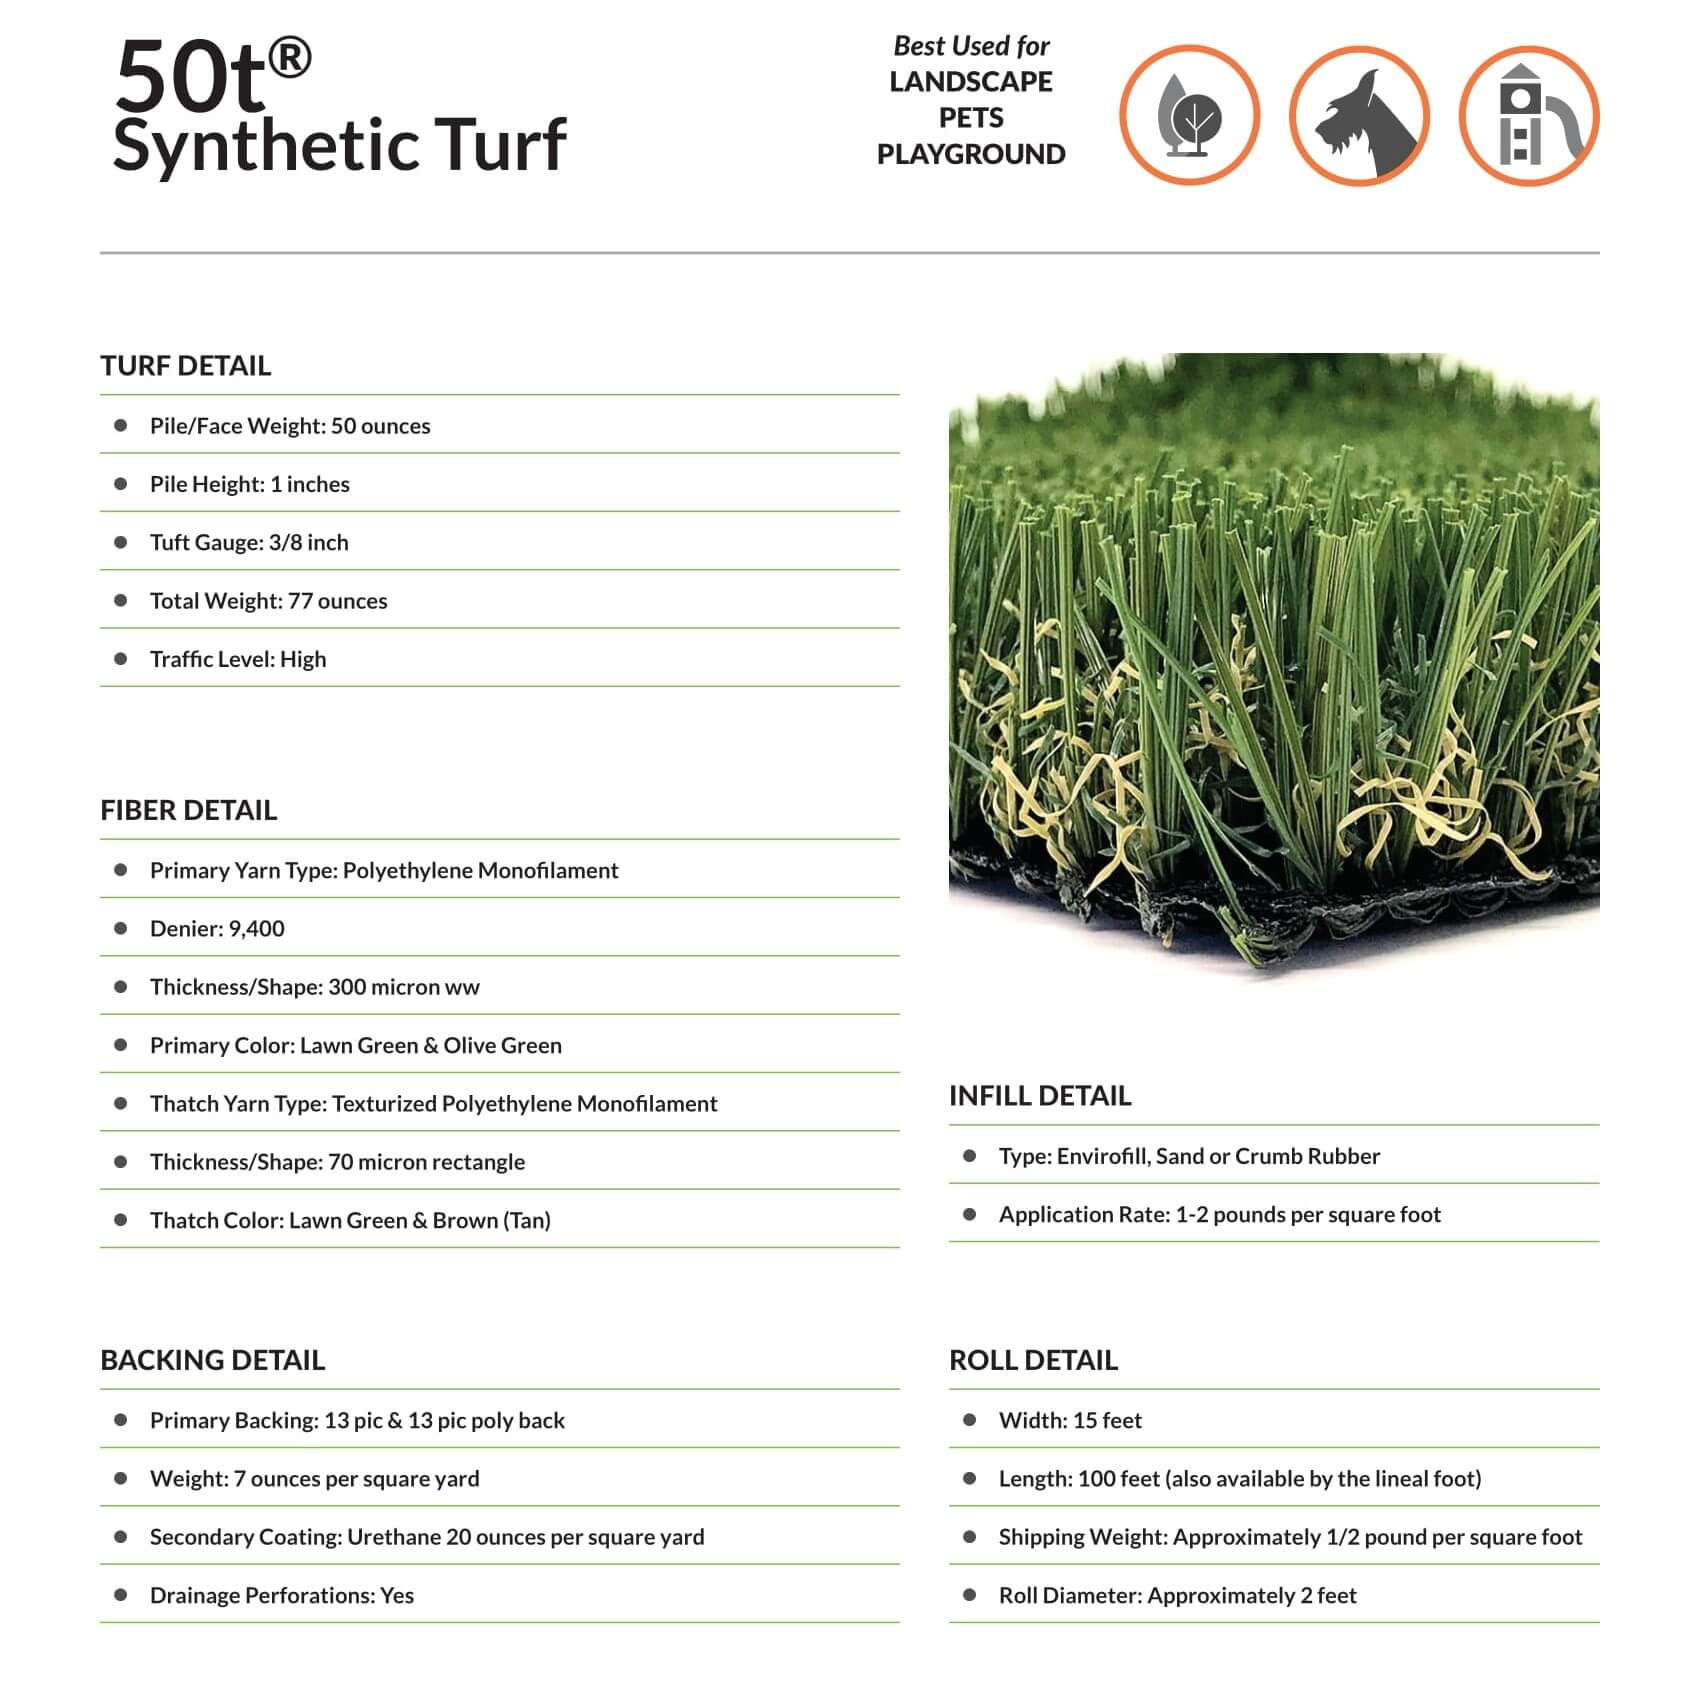 50t®
Synthetic Turf
Best Used for
LANDSCAPE
PETS
PLAYGROUND
TURF DETAIL
Pile/Face Weight: 50 ounces
Pile Height: 1 inches
Tuft Gauge: 3/8 inch
Total Weight: 77 ounces
Traffic Level: High
FIBER DETAIL
Primary Yarn Type: Polyethylene Monofilament
Denier: 9,400
Thickness/Shape: 300 micron ww
Primary Color: Lawn Green & Olive Green
Thatch Yarn Type: Texturized Polyethylene Monofilament
Thickness/Shape: 70 micron rectangle
Thatch Color: Lawn Green & Brown (Tan)
INFILL DETAIL
Type: Envirofill, Sand or Crumb Rubber
Application Rate: 1-2 pounds per square foot
BACKING DETAIL
Primary Backing: 13 pic & 13 pic poly back
Weight: 7 ounces per square yard
Secondary Coating: Urethane 20 ounces per square yard
Drainage Perforations: Yes
ROLL DETAIL
Width: 15 feet
Length: 100 feet (also available by the lineal foot)
Shipping Weight: Approximately 1/2 pound per square foot
Roll Diameter: Approximately 2 feet